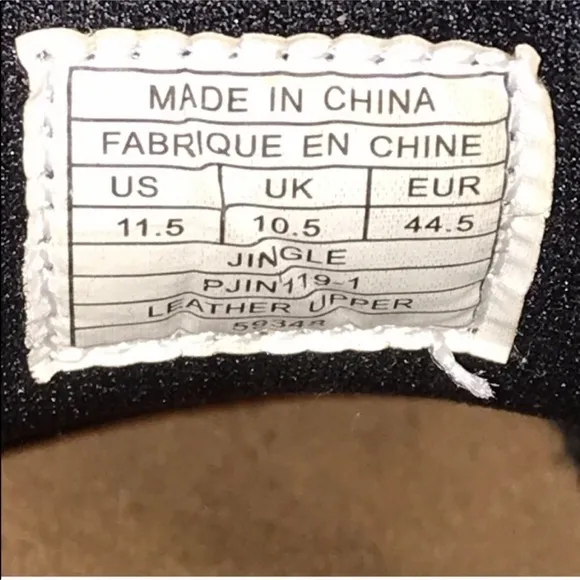 MADE IN CHINA
FABRIQUE EN CHINE
US UK EUR
11.5 10.5 44.5
JINGLE
PJIN119-1
LEATHER UPPER